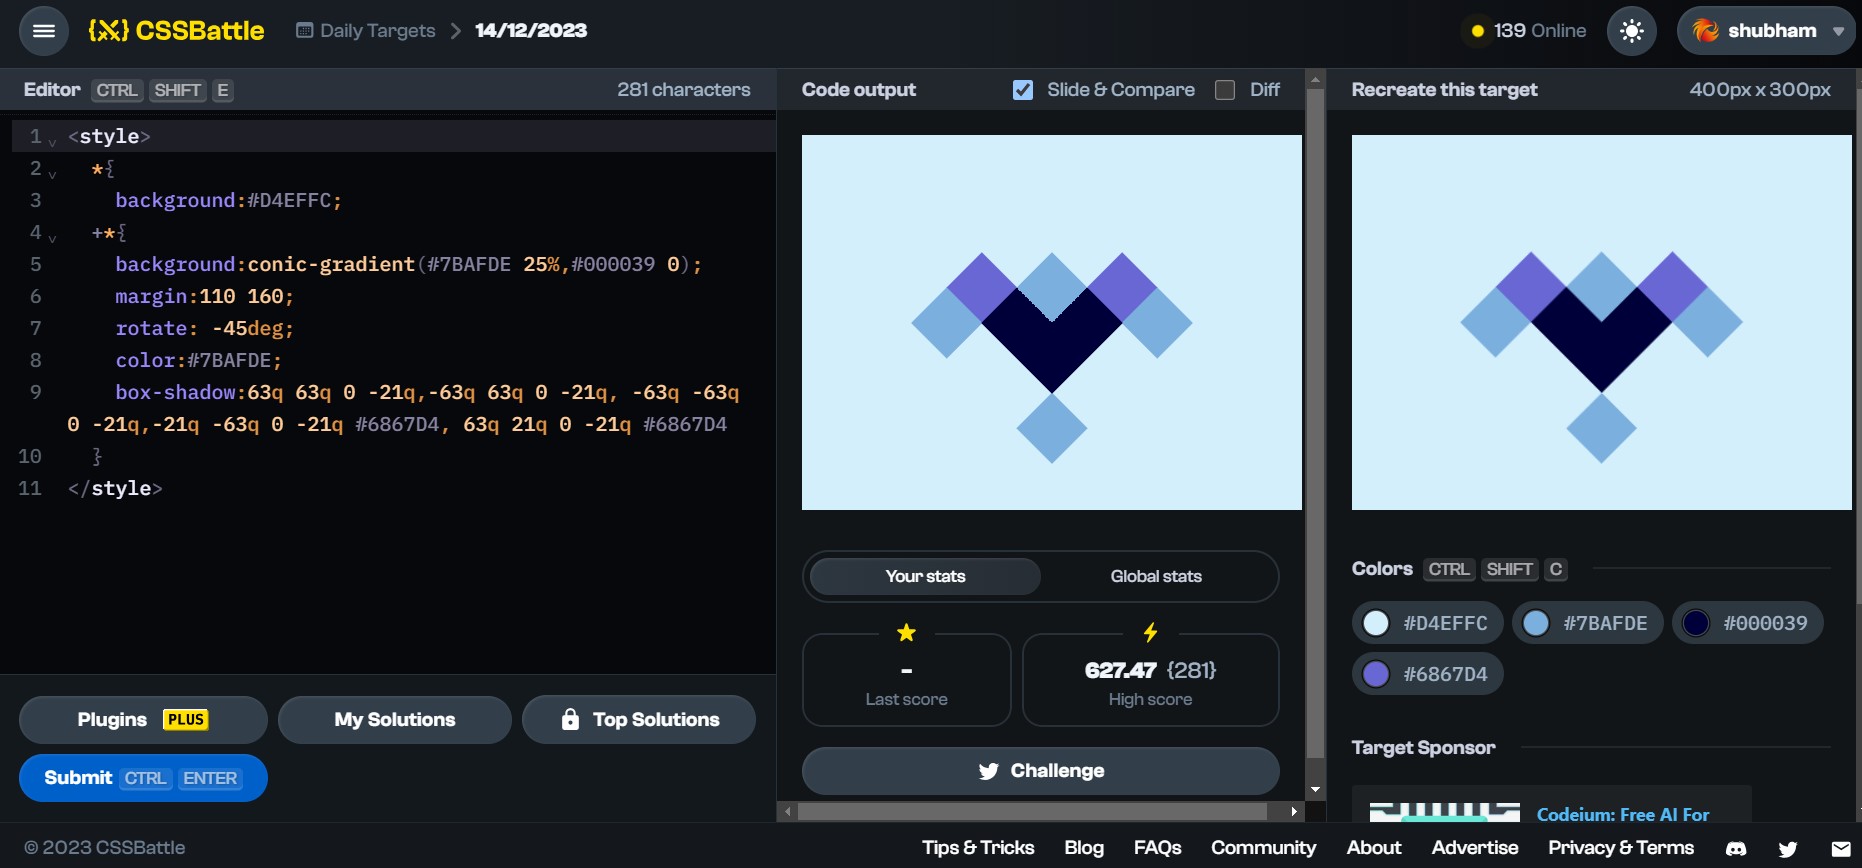 CSSBattle
Daily Targets
14/12/2023
139 Online
shubham
Editor CTRL SHIFT E
281 characters
1 <style>
2 *{
3 background:#D4EFFC;
4 +*{
5 background:conic-gradient(#7BAFDE 25%,#000039 0);
6 margin:110 160;
7 rotate: -45deg;
8 color:#7BAFDE;
9 box-shadow:63q 63q 0 -21q,-63q 63q 0 -21q, -63q -63q
0 -21q,-21q -63q 0 -21q #6867D4, 63q 21q 0 -21q #6867D4
10 }
11 </style>
Plugins PLUS
My Solutions
Top Solutions
Submit CTRL ENTER
Code output
Slide & Compare
Diff
Your stats
Global stats
-
Last score
627.47 {281}
High score
Challenge
Recreate this target
400px x 300px
Colors CTRL SHIFT C
#D4EFFC
#7BAFDE
#000039
#6867D4
Target Sponsor
Codeium: Free AI For
© 2023 CSSBattle
Tips & Tricks
Blog
FAQs
Community
About
Advertise
Privacy & Terms